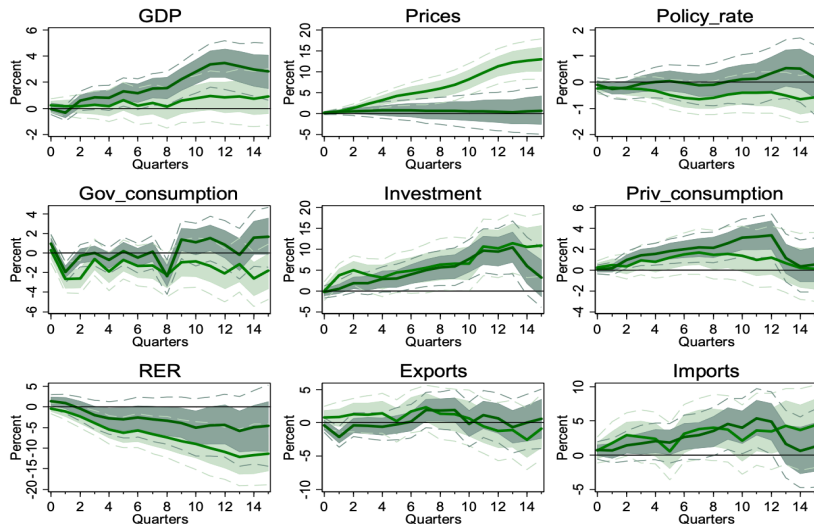 GDP
Prices
Policy_rate
Percent
6
4
2
0
-2
0 2 4 6 8 10 12 14
Quarters
Percent
20
15
10
5
0
-5
0 2 4 6 8 10 12 14
Quarters
Percent
2
1
0
-1
-2
0 2 4 6 8 10 12 14
Quarters
Gov_consumption
Investment
Priv_consumption
Percent
4
2
0
-2
-4
-6
0 2 4 6 8 10 12 14
Quarters
Percent
20
15
10
5
0
-5
0 2 4 6 8 10 12 14
Quarters
Percent
6
4
2
0
-2
0 2 4 6 8 10 12 14
Quarters
RER
Exports
Imports
Percent
5
0
-5
-10
-15
-20
0 2 4 6 8 10 12 14
Quarters
Percent
5
0
-5
-10
0 2 4 6 8 10 12 14
Quarters
Percent
10
5
0
-5
0 2 4 6 8 10 12 14
Quarters